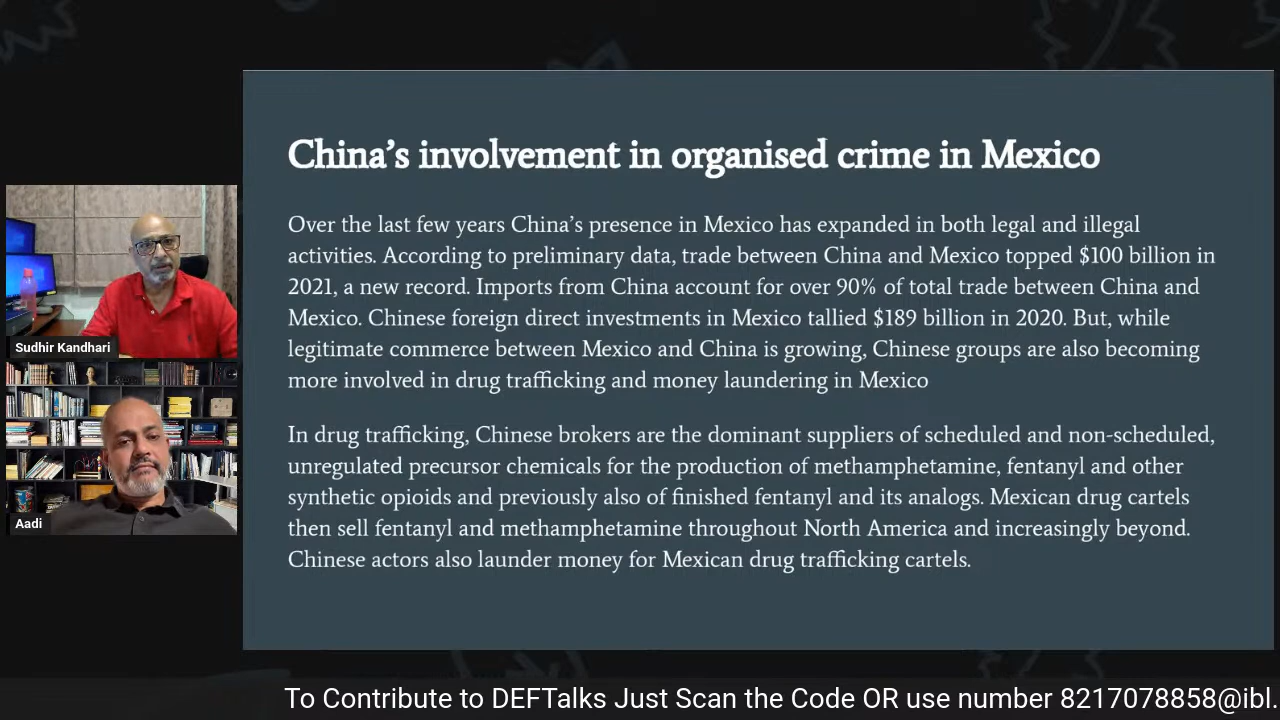 China's involvement in organised crime in Mexico
Over the last few years China's presence in Mexico has expanded in both legal and illegal
activities. According to preliminary data, trade between China and Mexico topped $100 billion in
2021, a new record. Imports from China account for over 90% of total trade between China and
Mexico. Chinese foreign direct investments in Mexico tallied $189 billion in 2020. But, while
legitimate commerce between Mexico and China is growing, Chinese groups are also becoming
more involved in drug trafficking and money laundering in Mexico
In drug trafficking, Chinese brokers are the dominant suppliers of scheduled and non-scheduled,
unregulated precursor chemicals for the production of methamphetamine, fentanyl and other
synthetic opioids and previously also of finished fentanyl and its analogs. Mexican drug cartels
then sell fentanyl and methamphetamine throughout North America and increasingly beyond.
Chinese actors also launder money for Mexican drug trafficking cartels.
Sudhir Kandhari
Aadi
To Contribute to DEFTalks Just Scan the Code OR use number 8217078858@ibl.